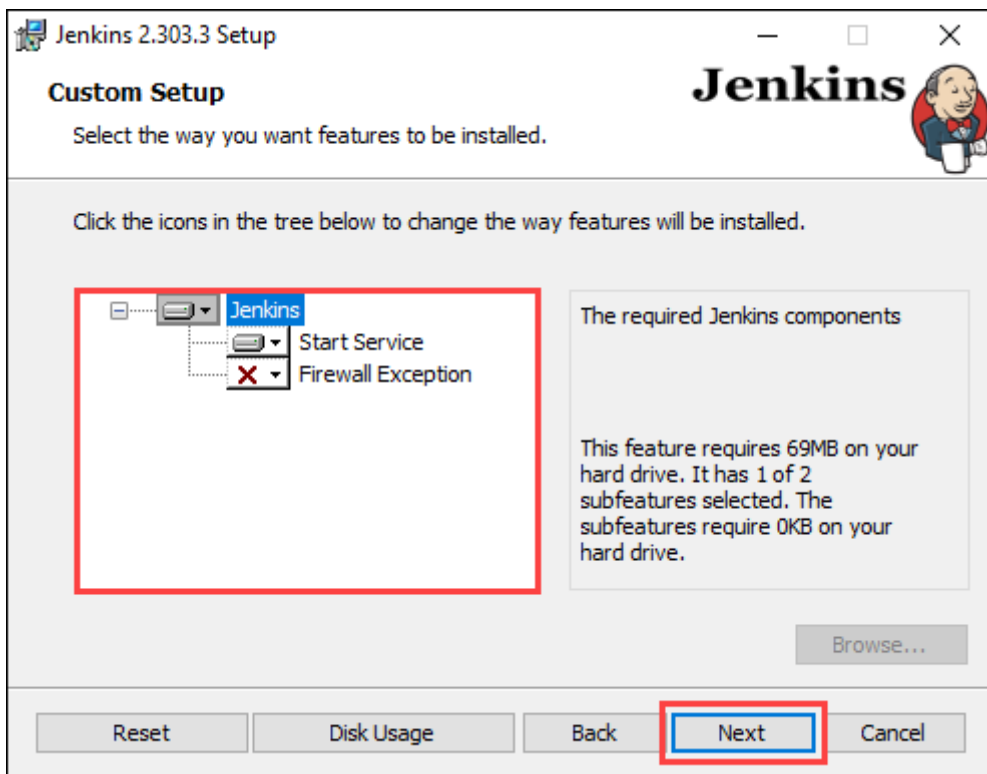 Jenkins 2.303.3 Setup
Custom Setup
Jenkins
Select the way you want features to be installed.
Click the icons in the tree below to change the way features will be installed.
Jenkins
Start Service
Firewall Exception
The required Jenkins components
This feature requires 69MB on your
hard drive. It has 1 of 2
subfeatures selected. The
subfeatures require 0KB on your
hard drive.
Browse...
Reset
Disk Usage
Back
Next
Cancel